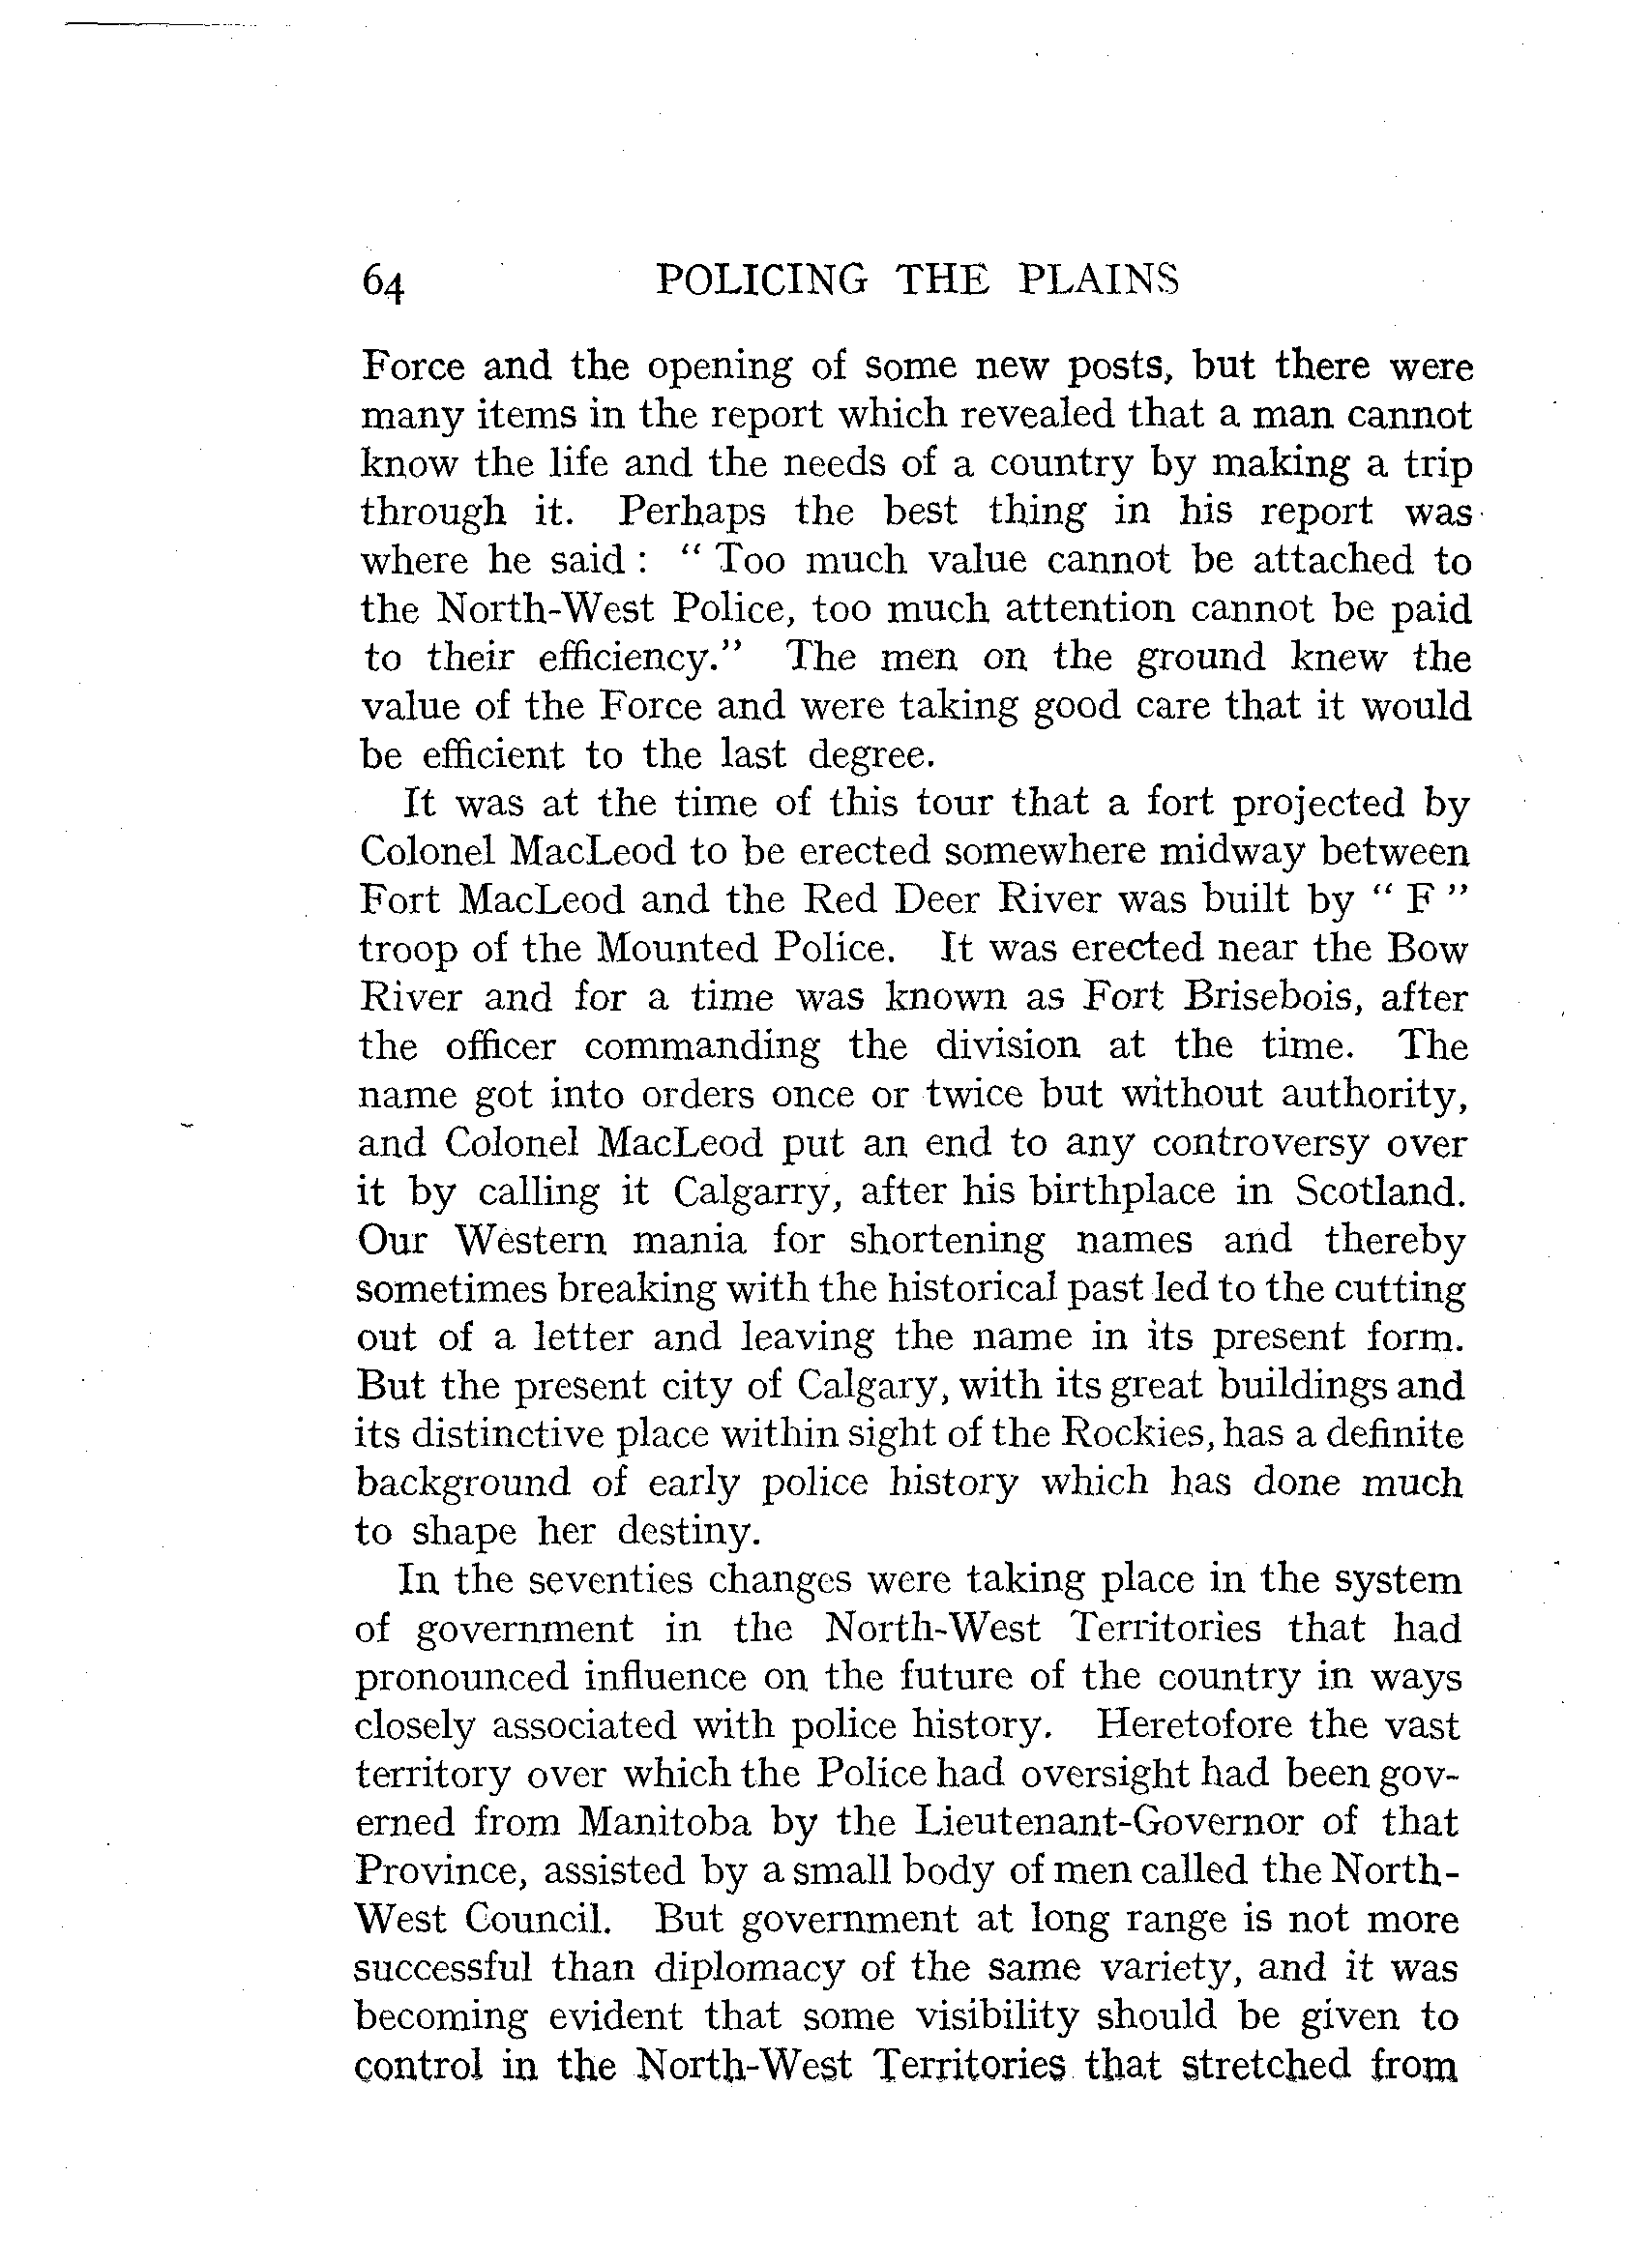 64 POLICING THE PLAINS
Force and the opening of some new posts, but there were
many items in the report which revealed that a man cannot
know the life and the needs of a country by making a trip
through it. Perhaps the best thing in his report was
where he said : " Too much value cannot be attached to
the North-West Police, too much attention cannot be paid
to their efficiency." The men on the ground knew the
value of the Force and were taking good care that it would
be efficient to the last degree.
It was at the time of this tour that a fort projected by
Colonel MacLeod to be erected somewhere midway between
Fort MacLeod and the Red Deer River was built by " F "
troop of the Mounted Police. It was erected near the Bow
River and for a time was known as Fort Brisebois, after
the officer commanding the division at the time. The
name got into orders once or twice but without authority,
and Colonel MacLeod put an end to any controversy over
it by calling it Calgarry, after his birthplace in Scotland.
Our Western mania for shortening names and thereby
sometimes breaking with the historical past led to the cutting
out of a letter and leaving the name in its present form.
But the present city of Calgary, with its great buildings and
its distinctive place within sight of the Rockies, has a definite
background of early police history which has done much
to shape her destiny.
In the seventies changes were taking place in the system
of government in the North-West Territories that had
pronounced influence on the future of the country in ways
closely associated with police history. Heretofore the vast
territory over which the Police had oversight had been gov-
erned from Manitoba by the Lieutenant-Governor of that
Province, assisted by a small body of men called the North-
West Council. But government at long range is not more
successful than diplomacy of the same variety, and it was
becoming evident that some visibility should be given to
control in the North-West Territories that stretched from